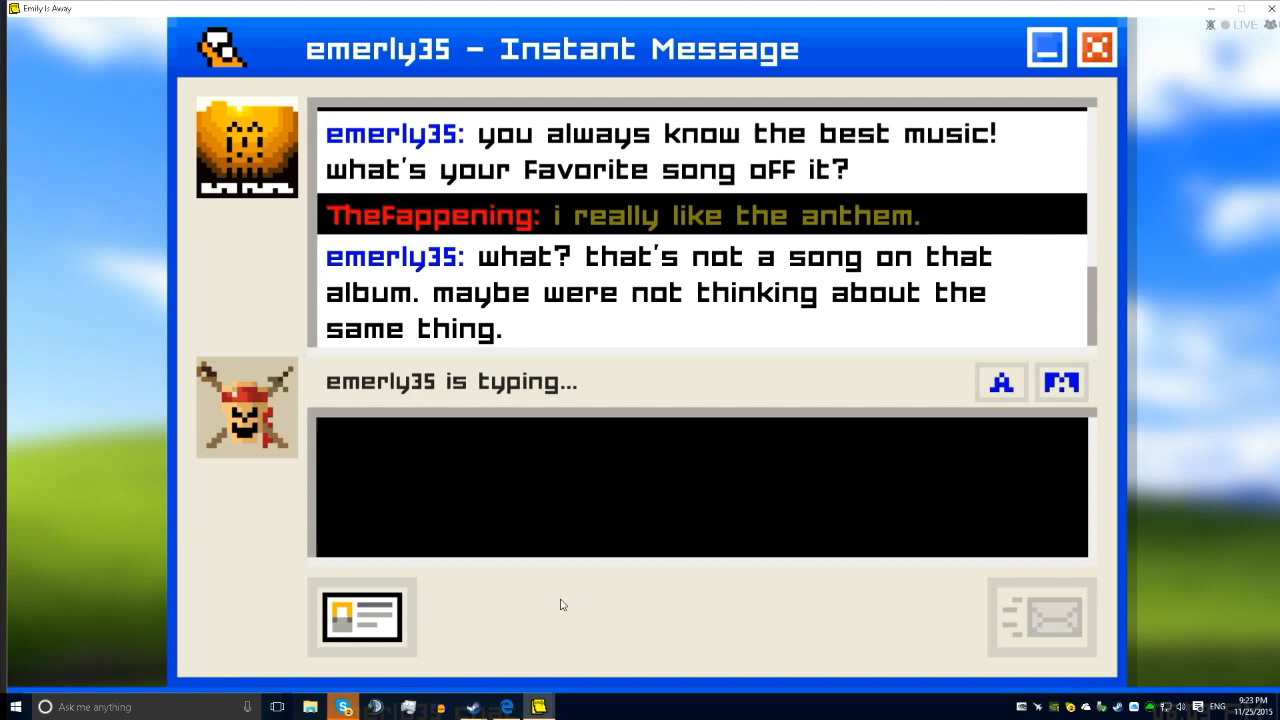 Emily Is Away
LIVE
emerly35 - Instant Message
emerly35: you always know the best music!
what's your favorite song off it?
TheFappening: i really like the anthem.
emerly35: what? that's not a song on that
album. maybe were not thinking about the
same thing.
emerly35 is typing...
A
Ask me anything
ENG
9:23 PM
11/25/2015